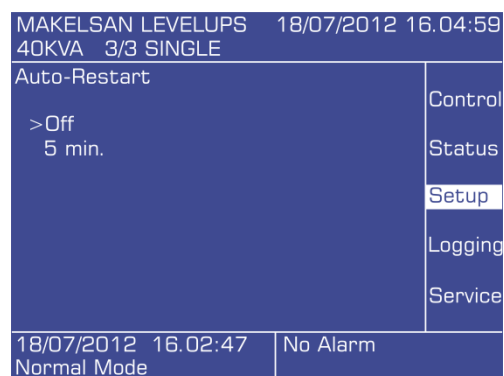 MAKELSAN LEVELUPS 18/07/2012 16.04:59
40KVA 3/3 SINGLE
Auto-Restart
>Off
5 min.
Control
Status
Setup
Logging
Service
18/07/2012 16.02:47 No Alarm
Normal Mode